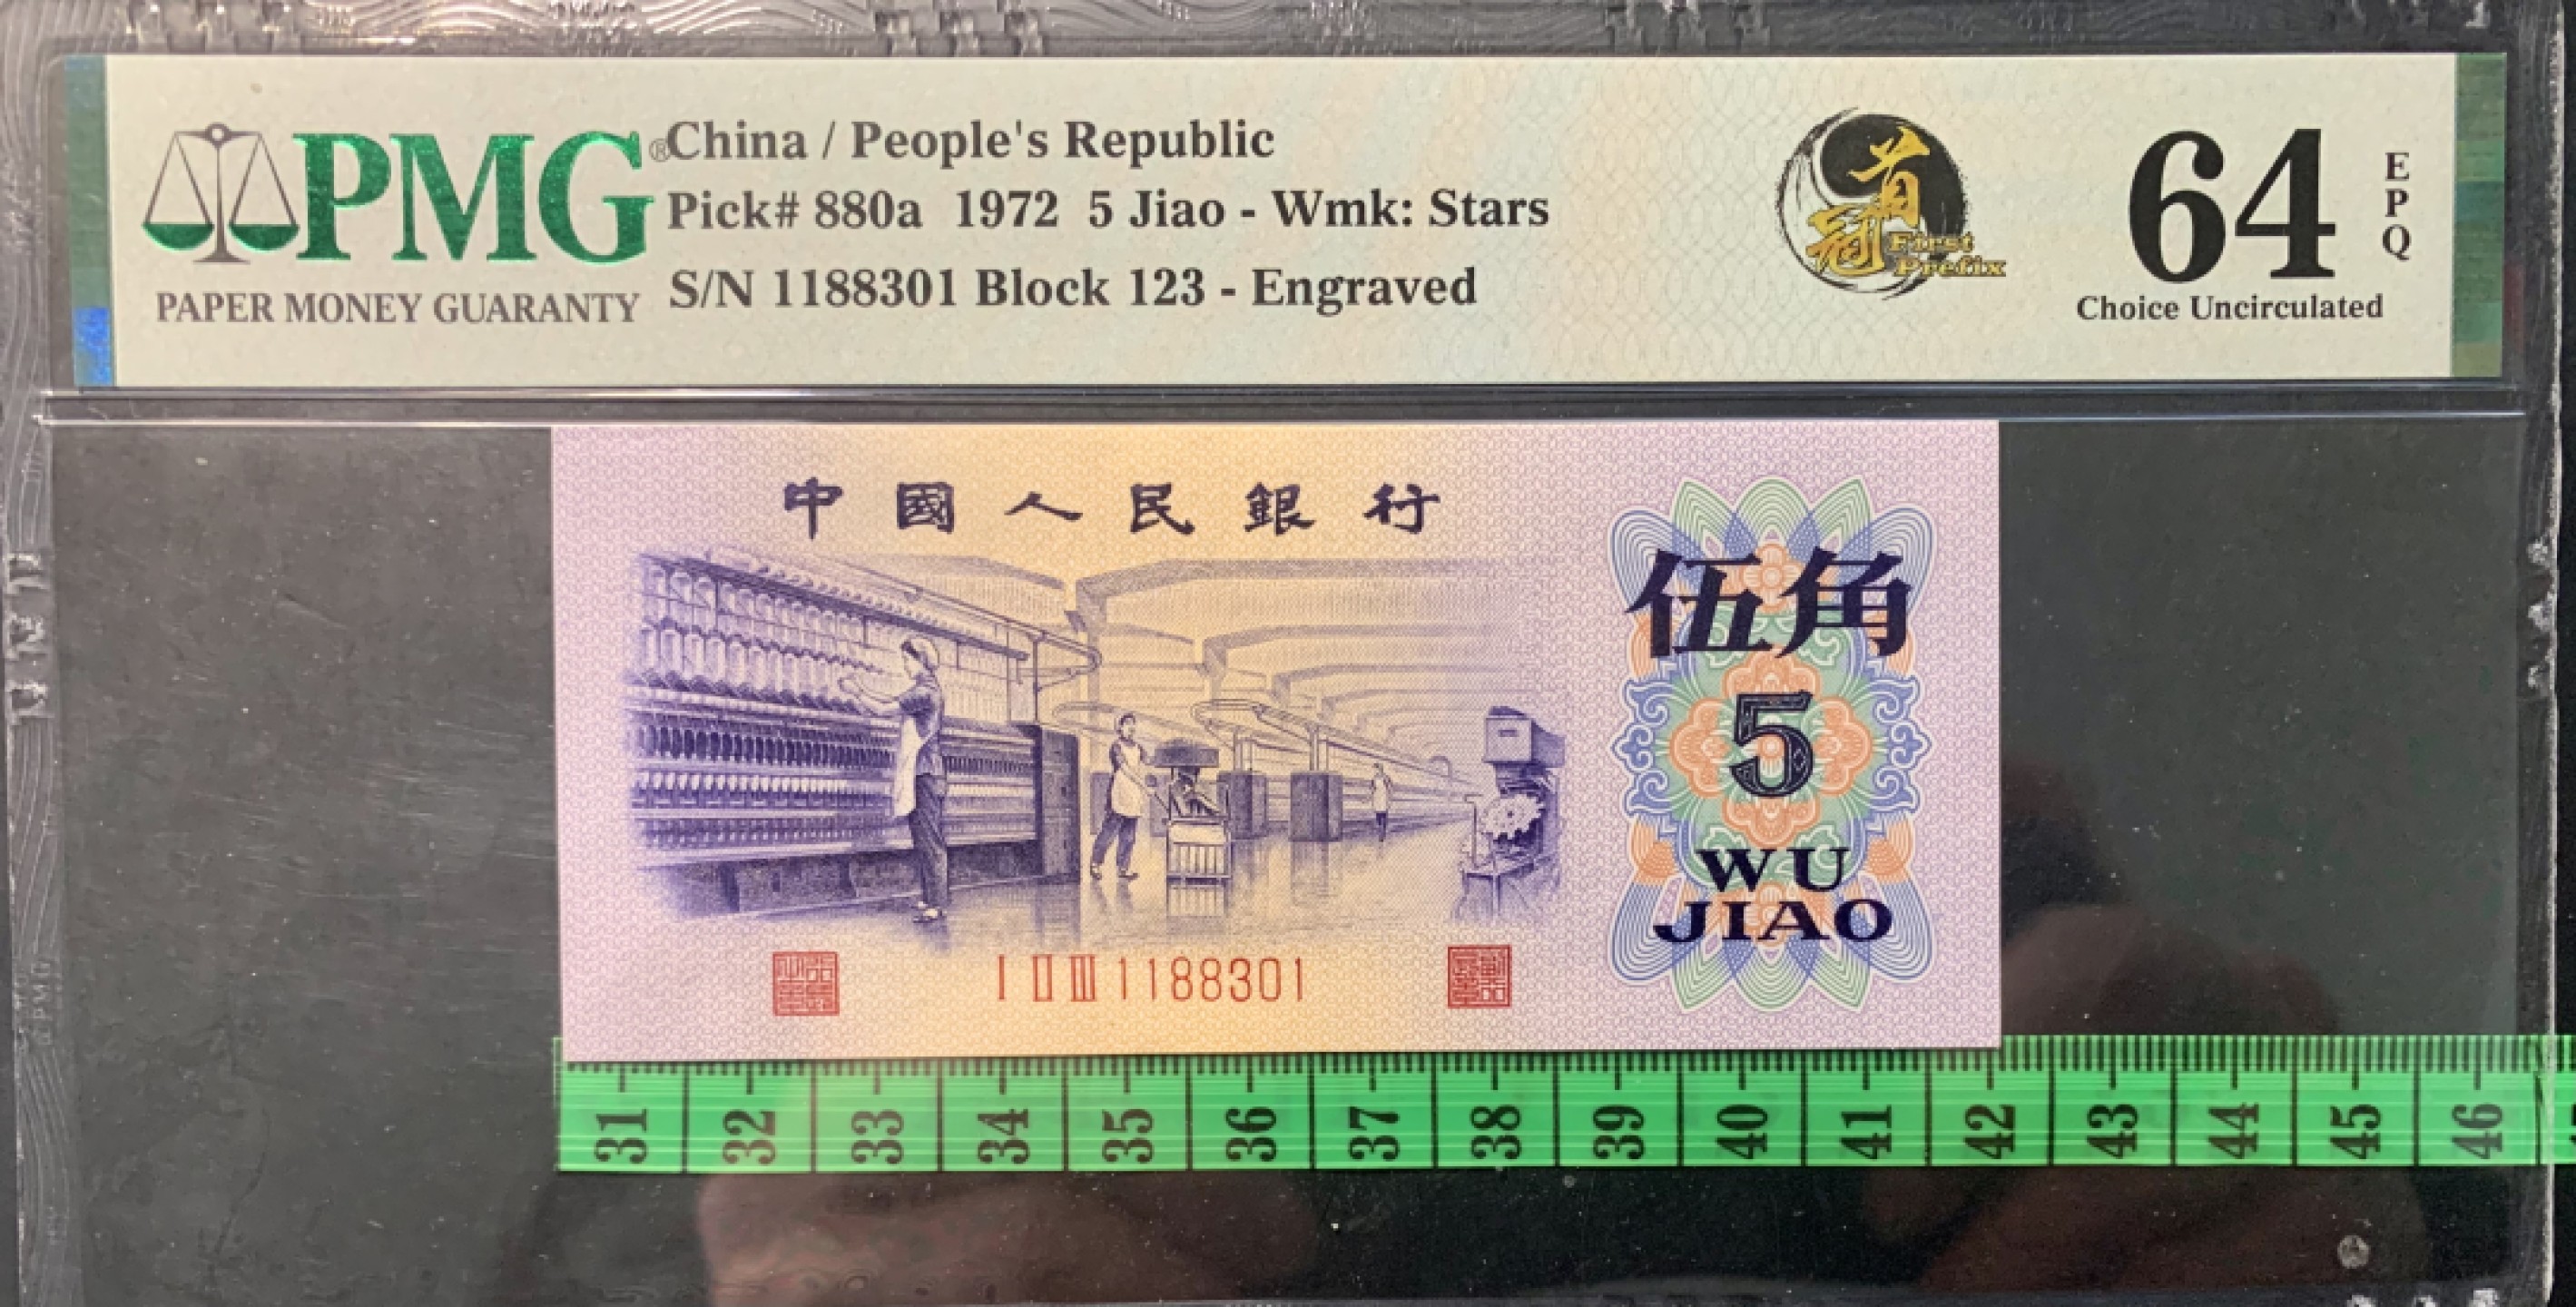 PMG®
PAPER MONEY GUARANTY
China / People's Republic
Pick# 880a 1972 5 Jiao - Wmk: Stars
S/N 1188301 Block 123 - Engraved
首冠
First
Prefix
64
EPQ
Choice Uncirculated
中國人民銀行
伍角
5
WU
JIAO
I II III 1188301
31 32 33 34 35 36 37 38 39 40 41 42 43 44 45 46